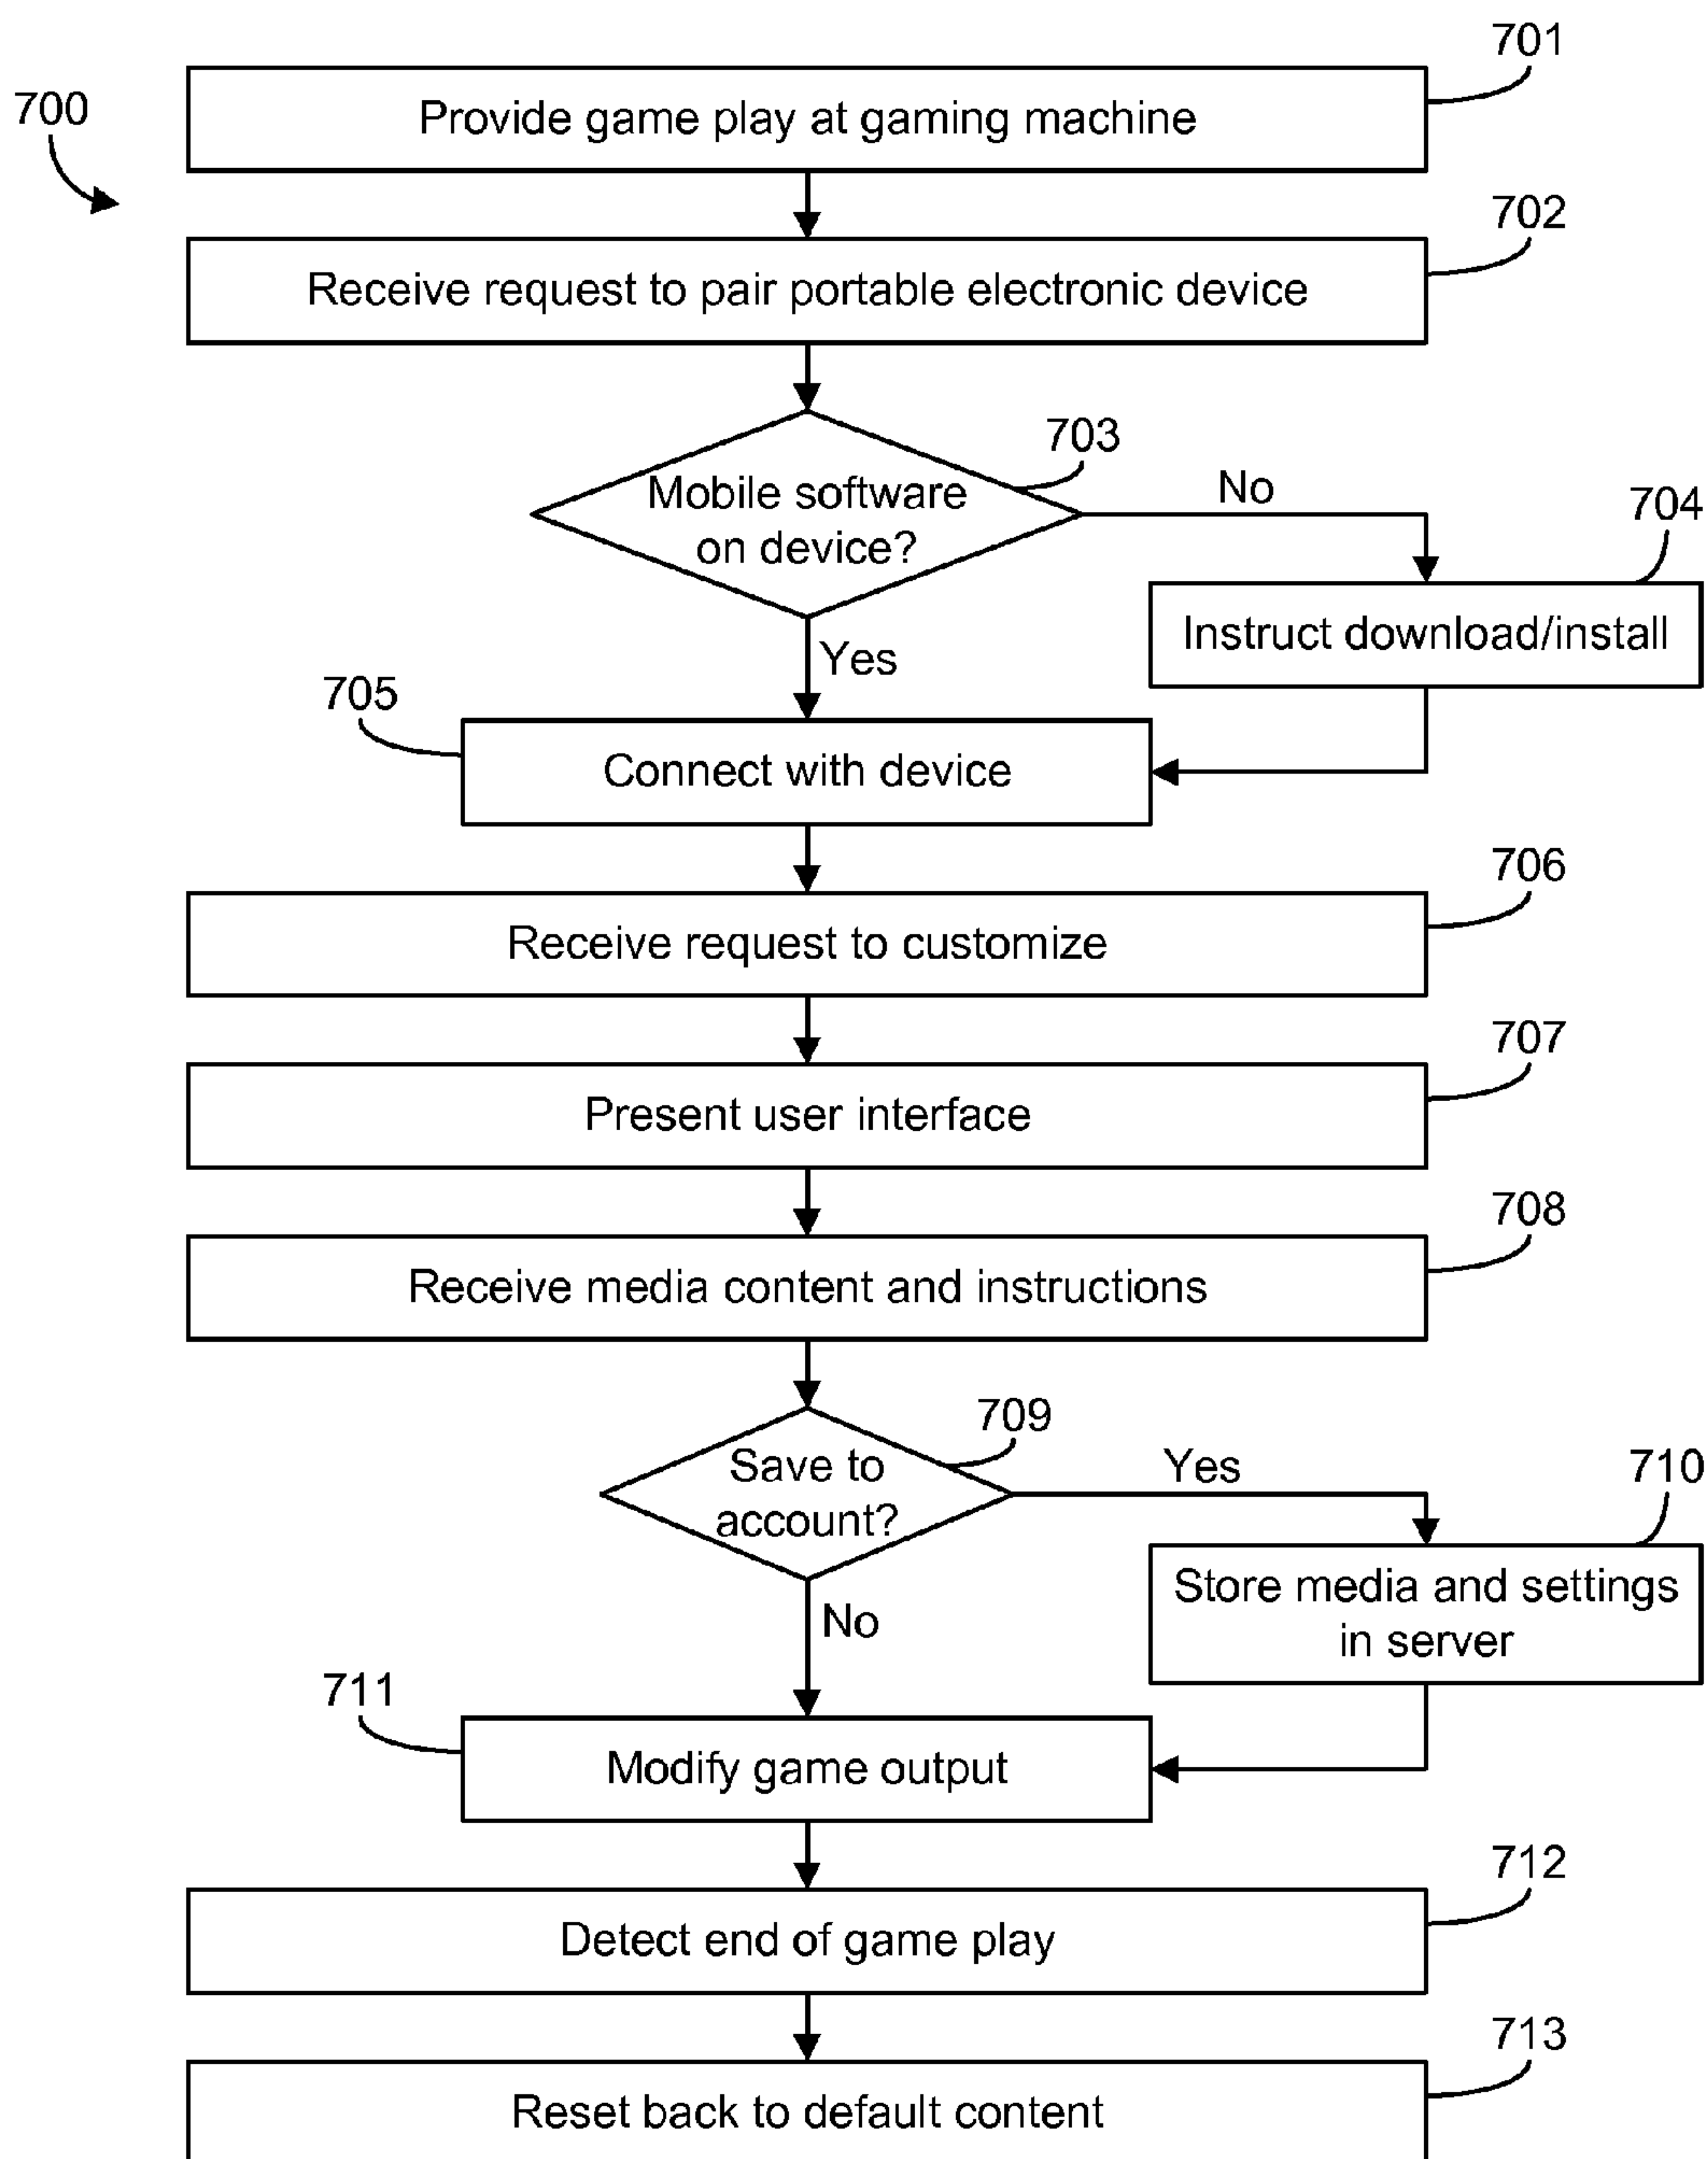 701
700
Provide game play at gaming machine
702
Receive request to pair portable electronic device
703
Mobile software
on device?
No
704
Instruct download/install
Yes
705
Connect with device
706
Receive request to customize
707
Present user interface
708
Receive media content and instructions
709
Save to
account?
Yes
710
Store media and settings
in server
No
711
Modify game output
712
Detect end of game play
713
Reset back to default content